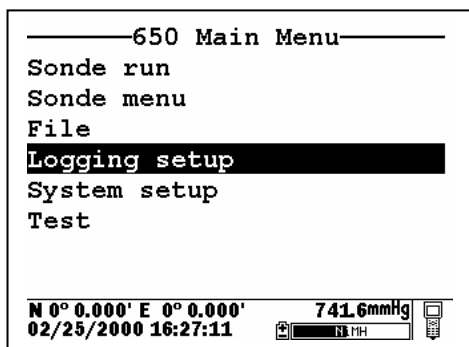 650 Main Menu
Sonde run
Sonde menu
File
Logging setup
System setup
Test
N 0° 0.000' E 0° 0.000' 741.6mmHg
02/25/2000 16:27:11 NiMH